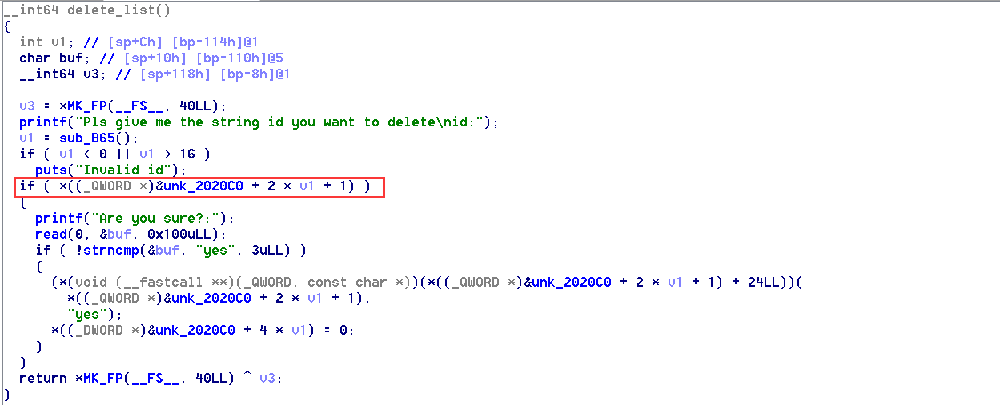 __int64 delete_list()
{
int v1; // [sp+Ch] [bp-114h]@1
char buf; // [sp+10h] [bp-110h]@5
__int64 v3; // [sp+118h] [bp-8h]@1
v3 = *MK_FP(__FS__, 40LL);
printf("Pls give me the string id you want to delete\nid:");
v1 = sub_B65();
if ( v1 < 0 || v1 > 16 )
puts("Invalid id");
if ( *((_QWORD *)&unk_2020C0 + 2 * v1 + 1) )
{
printf("Are you sure?:");
read(0, &buf, 0x100uLL);
if ( !strncmp(&buf, "yes", 3uLL) )
{
(*(void (__fastcall **)(_QWORD, const char *))(*((_QWORD *)&unk_2020C0 + 2 * v1 + 1) + 24LL))(
*((_QWORD *)&unk_2020C0 + 2 * v1 + 1),
"yes");
*((_DWORD *)&unk_2020C0 + 4 * v1) = 0;
}
}
return *MK_FP(__FS__, 40LL) ^ v3;
}